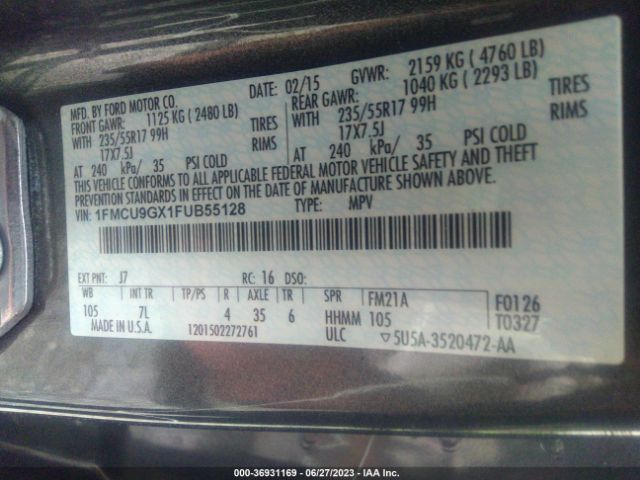 MFD. BY FORD MOTOR CO.
DATE: 02/15 GVWR: 2159 KG ( 4760 LB)
FRONT GAWR: 1125 KG ( 2480 LB)
REAR GAWR: 1040 KG ( 2293 LB)
WITH 235/55R17 99H TIRES
WITH 235/55R17 99H TIRES
17X7.5J RIMS
17X7.5J RIMS
AT 240 kPa/ 35 PSI COLD
AT 240 kPa/ 35 PSI COLD
THIS VEHICLE CONFORMS TO ALL APPLICABLE FEDERAL MOTOR VEHICLE SAFETY AND THEFT
PREVENTION STANDARDS IN EFFECT ON THE DATE OF MANUFACTURE SHOWN ABOVE.
VIN: 1FMCU9GX1FUB55128 TYPE: MPV
EXT PNT: J7 RC: 16 DSO:
WB INT TR TP/PS R AXLE TR SPR FM21A F0126
105 7L 4 35 6 HHMM 105 T0327
MADE IN U.S.A. 1201502272761 ULC ▽5U5A-3520472-AA
000-36931169 - 06/27/2023 - IAA Inc.